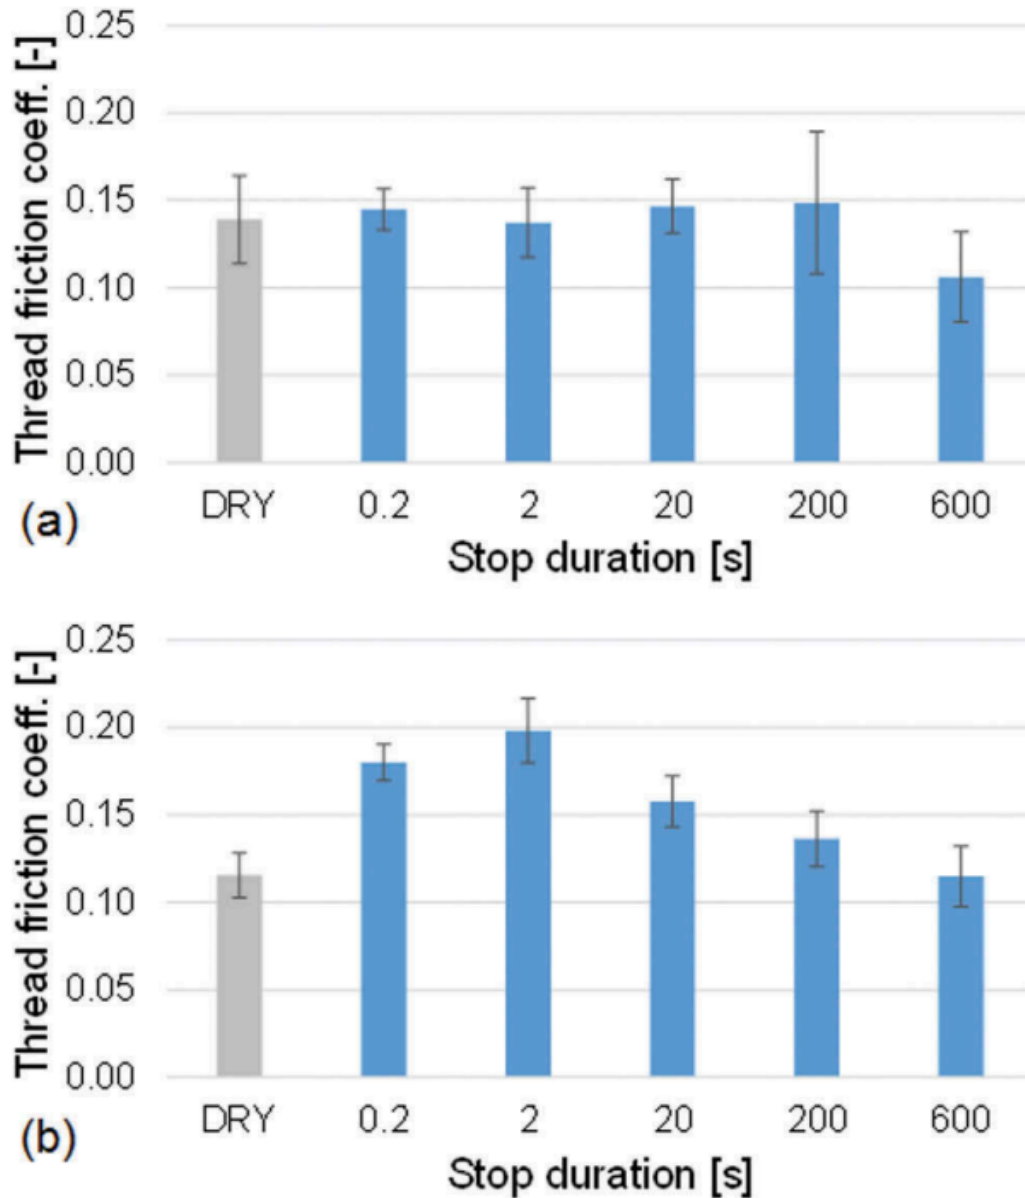 Thread friction coeff. [-]
0.25
0.20
0.15
0.10
0.05
0.00
DRY 0.2 2 20 200 600
(a)
Stop duration [s]
Thread friction coeff. [-]
0.25
0.20
0.15
0.10
0.05
0.00
DRY 0.2 2 20 200 600
(b)
Stop duration [s]